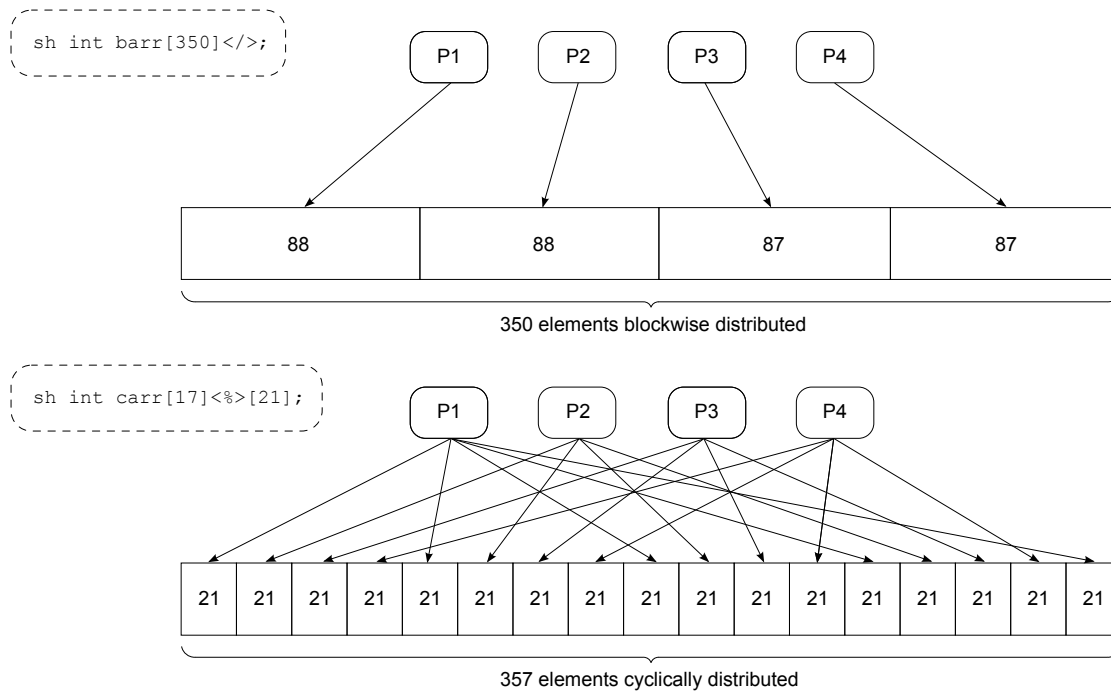 sh int barr[350]</>;
P1 P2 P3 P4
88 88 87 87
350 elements blockwise distributed
sh int carr[17]<%>[21];
P1 P2 P3 P4
21 21 21 21 21 21 21 21 21 21 21 21 21 21 21 21 21
357 elements cyclically distributed